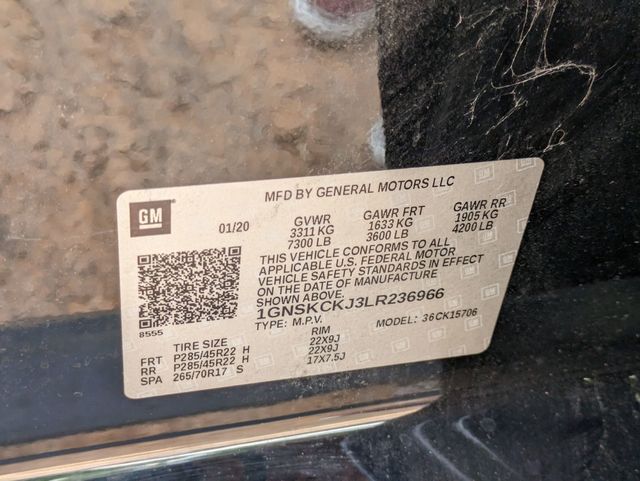 MFD BY GENERAL MOTORS LLC
GM
01/20 GVWR GAWR FRT GAWR RR
3311 KG 1633 KG 1905 KG
7300 LB 3600 LB 4200 LB
THIS VEHICLE CONFORMS TO ALL
APPLICABLE U.S. FEDERAL MOTOR
VEHICLE SAFETY STANDARDS IN EFFECT
ON THE DATE OF MANUFACTURE
SHOWN ABOVE.
1GNSKCKJ3LR236966
8555
TYPE: M.P.V. MODEL: 36CK15706
TIRE SIZE RIM
FRT P285/45R22 H 22X9J
RR P285/45R22 H 22X9J
SPA 265/70R17 S 17X7.5J